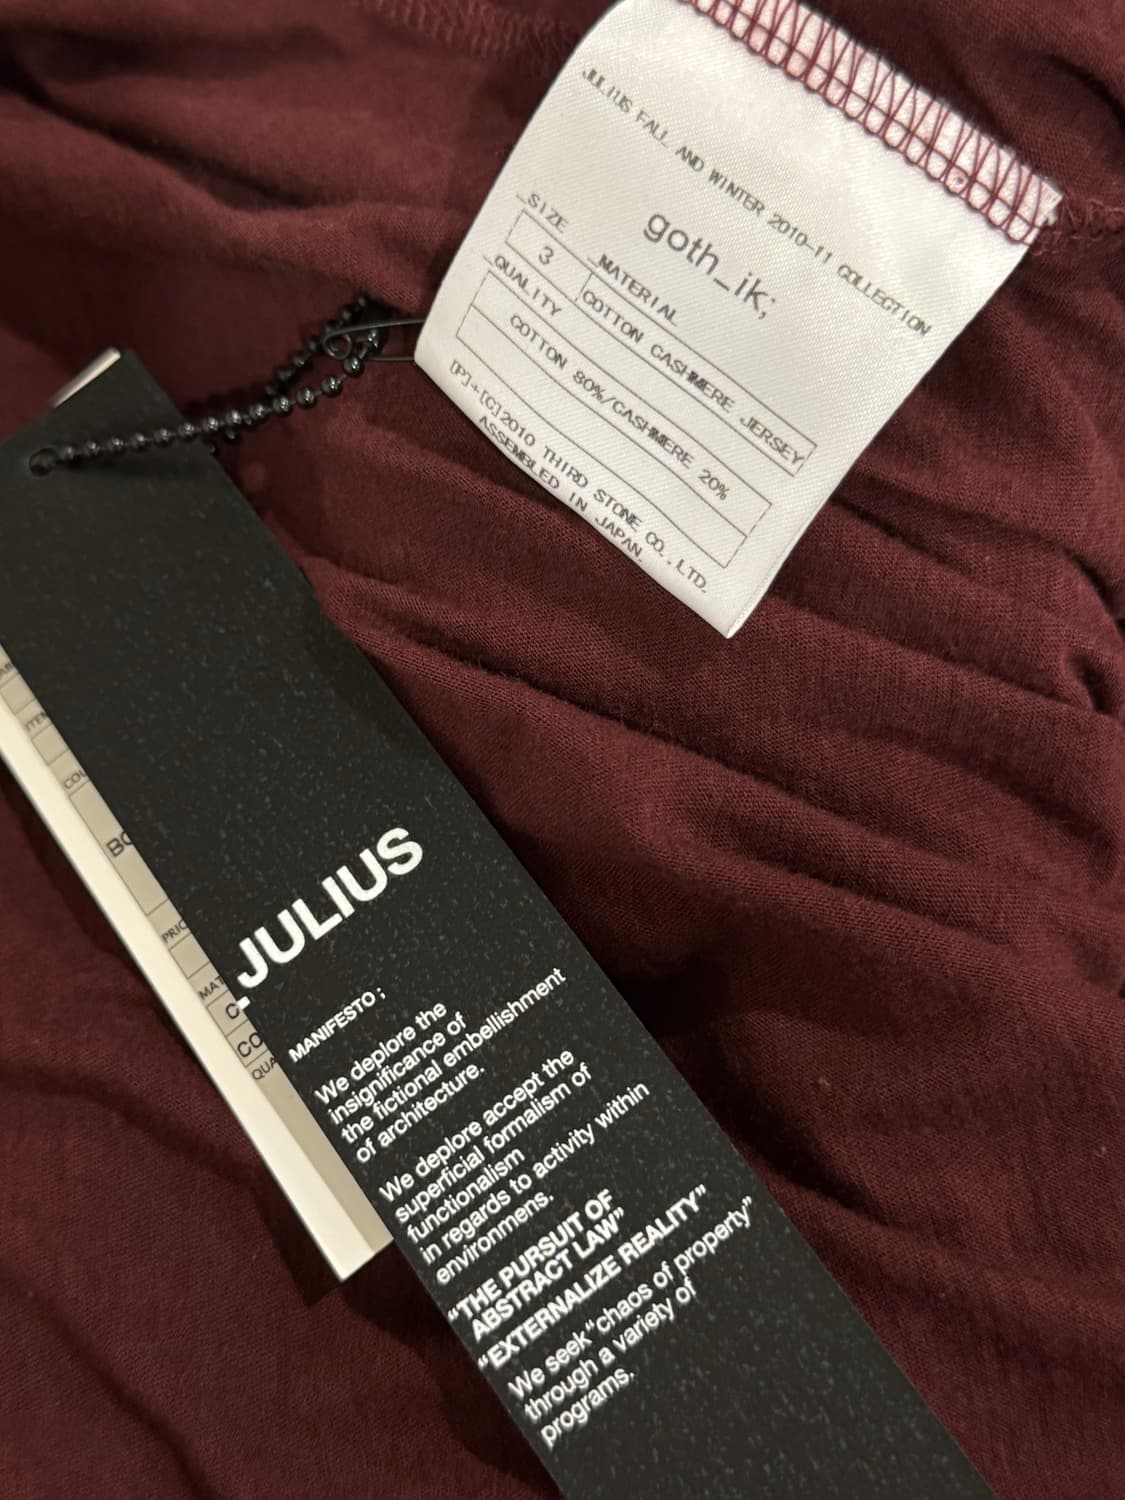 JULIUS FALL AND WINTER 2010-11 COLLECTION
goth_ik;
_SIZE
3
_MATERIAL
COTTON CASHMERE JERSEY
_QUALITY
COTTON 80%/CASHMERE 20%
[P]+[C]2010 THIRD STONE CO.,LTD.
ASSEMBLED IN JAPAN.
_JULIUS
MANIFESTO ;
We deplore the
insignificance of
the fictional embellishment
of architecture.
We deplore accept the
superficial formalism of
functionalism
in regards to activity within
environmens.
“THE PURSUIT OF
ABSTRACT LAW”
“EXTERNALIZE REALITY”
We seek “chaos of property”
through a variety of
programs.